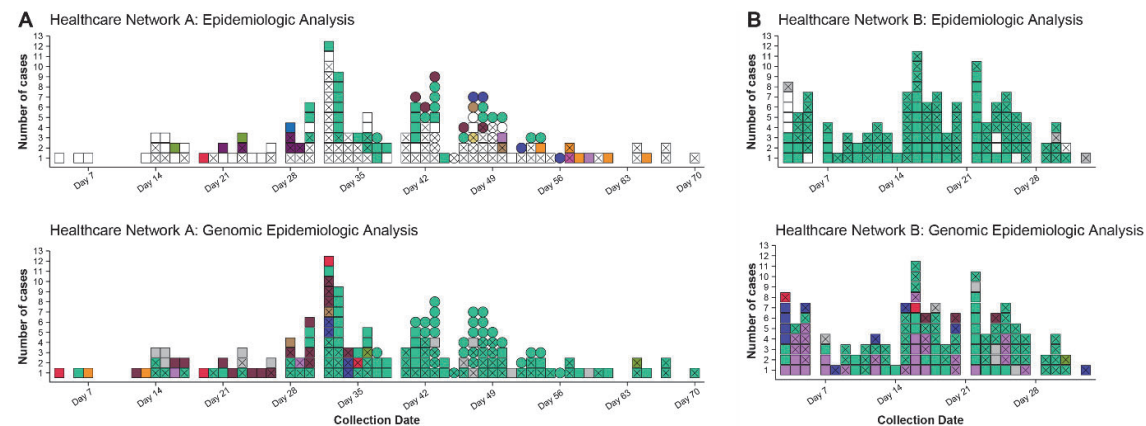 A
Healthcare Network A: Epidemiologic Analysis
Number of cases
13
12
11
10
9
8
7
6
5
4
3
2
1
Day 7
Day 14
Day 21
Day 28
Day 35
Day 42
Day 49
Day 56
Day 63
Day 70
B
Healthcare Network B: Epidemiologic Analysis
Number of cases
13
12
11
10
9
8
7
6
5
4
3
2
1
Day 7
Day 14
Day 21
Day 28
Healthcare Network A: Genomic Epidemiologic Analysis
Number of cases
13
12
11
10
9
8
7
6
5
4
3
2
1
Day 7
Day 14
Day 21
Day 28
Day 35
Day 42
Day 49
Day 56
Day 63
Day 70
Collection Date
Healthcare Network B: Genomic Epidemiologic Analysis
Number of cases
13
12
11
10
9
8
7
6
5
4
3
2
1
Day 7
Day 14
Day 21
Day 28
Collection Date